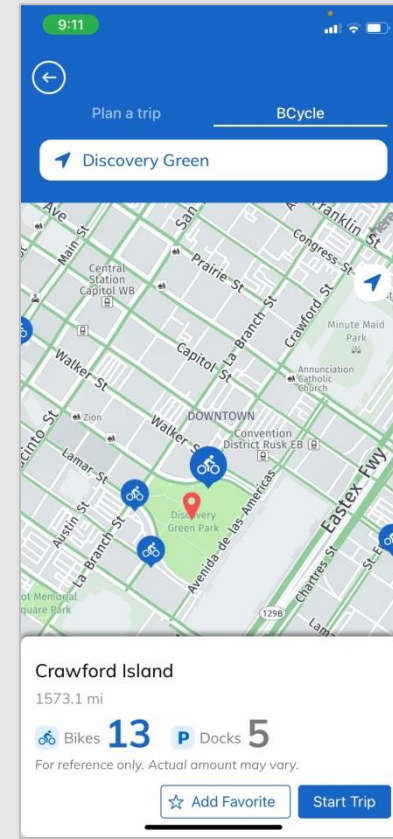 9:11
Plan a trip
BCycle
Discovery Green
Ave
Main St
San
Franklin St
Congress St
Central
Station
Capitol WB
Prairie St
La-Branch St
Crawford St
Minute Maid
Park
Walker St
Capitol St
Annunciation
Catholic
Church
Zion
DOWNTOWN
Walker St
Convention
District Rusk EB
Lamar St
Eastex Fwy
Austin St
Discovery
Green Park
La-Branch St
Avenida-de-las-Americas
Chartres St
129B
Crawford Island
1573.1 mi
Bikes 13 P Docks 5
For reference only. Actual amount may vary.
Add Favorite
Start Trip